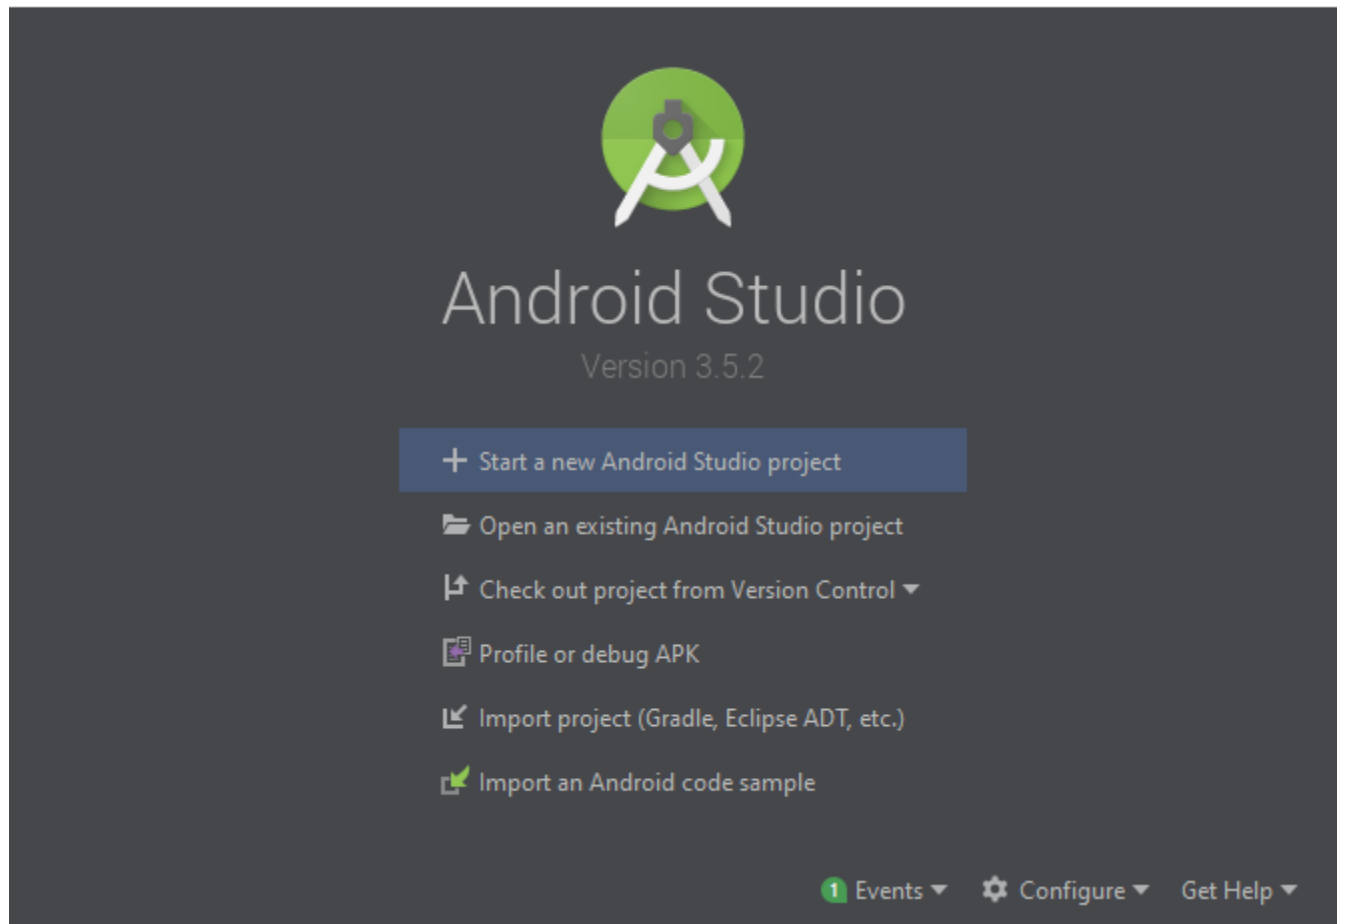 Android Studio
Version 3.5.2
Start a new Android Studio project
Open an existing Android Studio project
Check out project from Version Control
Profile or debug APK
Import project (Gradle, Eclipse ADT, etc.)
Import an Android code sample
1 Events Configure Get Help